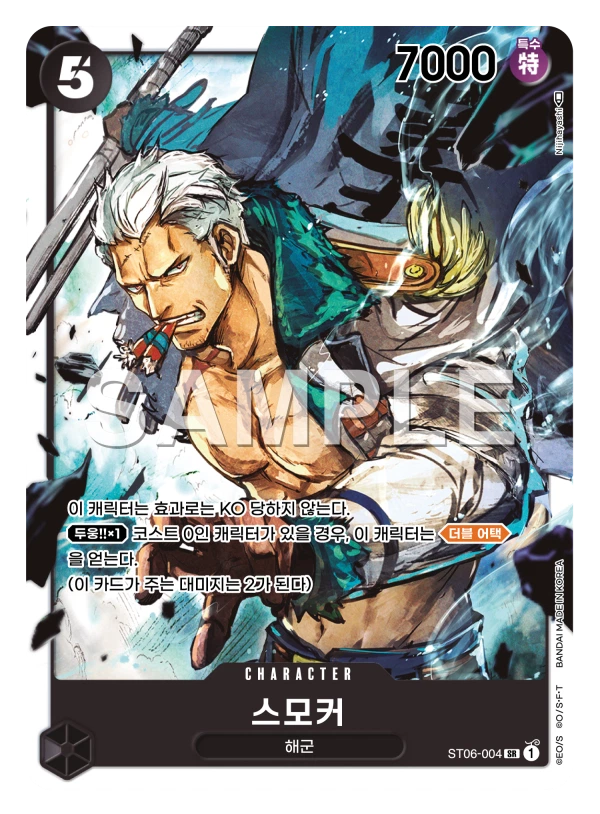 5
7000
특수
特
Nijihayashi
SAMPLE
이 캐릭터는 효과로는 KO 당하지 않는다.
두웅!!×1 코스트 0인 캐릭터가 있을 경우, 이 캐릭터는 더블 어택
을 얻는다.
(이 카드가 주는 대미지는 2가 된다)
CHARACTER
스모커
해군
ST06-004 SR 1
©EO/S ©O/S·F·T BANDAI MADE IN KOREA